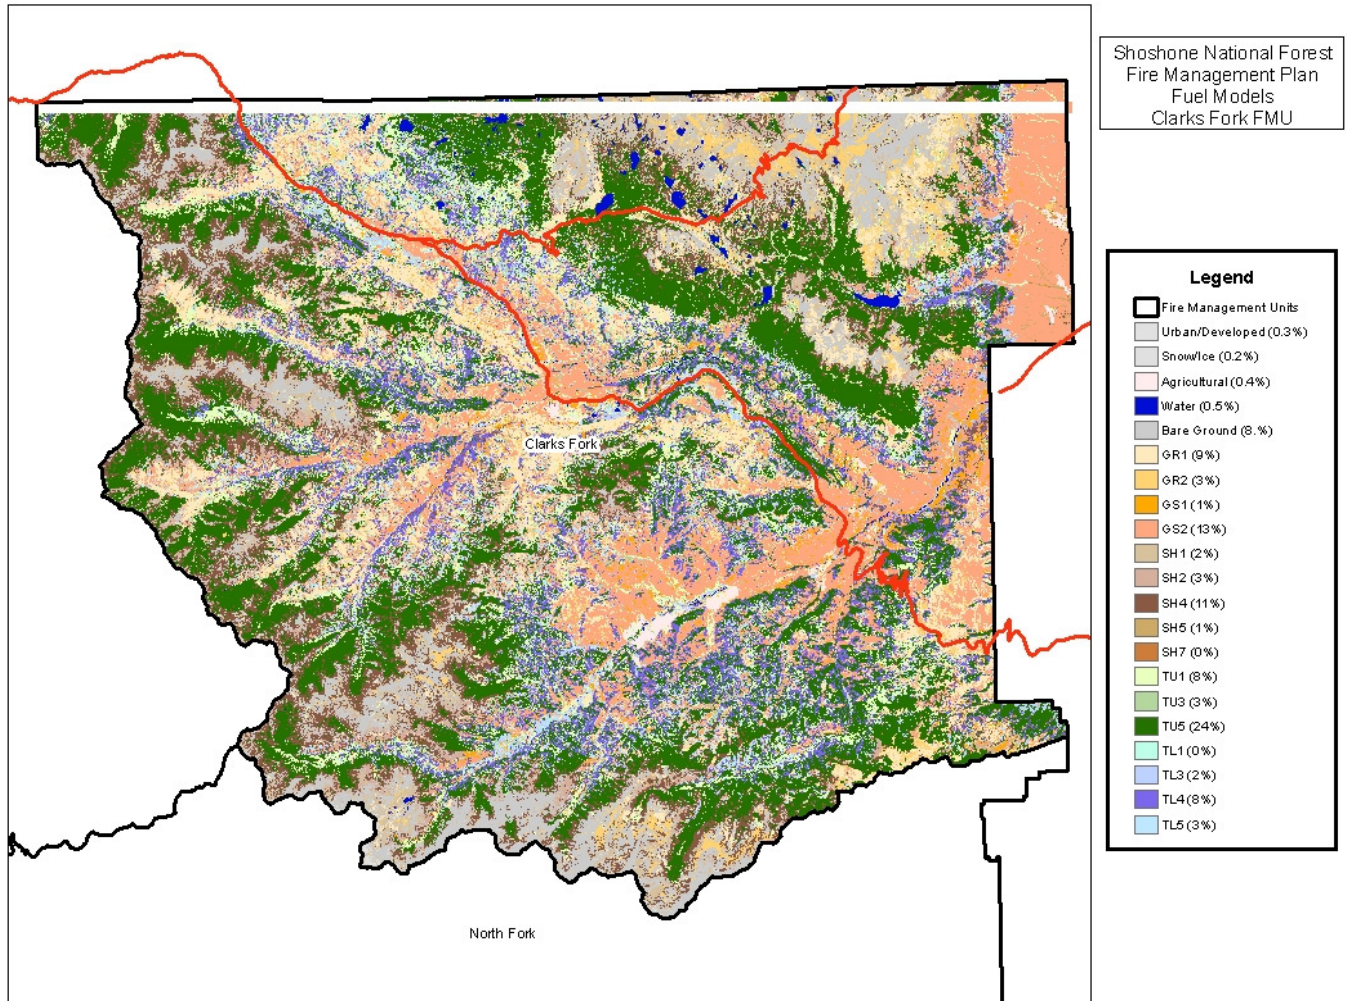 Shoshone National Forest
Fire Management Plan
Fuel Models
Clarks Fork FMU
Legend
Fire Management Units
Urban/Developed (0.3%)
Snow/Ice (0.2%)
Agricultural (0.4%)
Water (0.5%)
Bare Ground (8.%)
GR1 (9%)
GR2 (3%)
GS1 (1%)
GS2 (13%)
SH1 (2%)
SH2 (3%)
SH4 (11%)
SH5 (1%)
SH7 (0%)
TU1 (8%)
TU3 (3%)
TU5 (24%)
TL1 (0%)
TL3 (2%)
TL4 (8%)
TL5 (3%)
Clarks Fork
North Fork